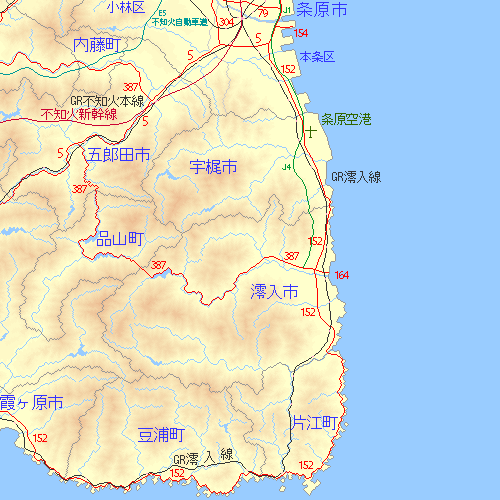 小林区
E5
不知火自動車道
304
79
J1
条原市
154
内藤町
5
5
本条区
152
387
GR不知火本線
不知火新幹線
5
条原空港
5
五郎田市
宇梶市
J4
GR澪入線
387
品山町
152
387
387
164
澪入市
152
霞ヶ原市
152
豆浦町
片江町
GR澪入線
152
152